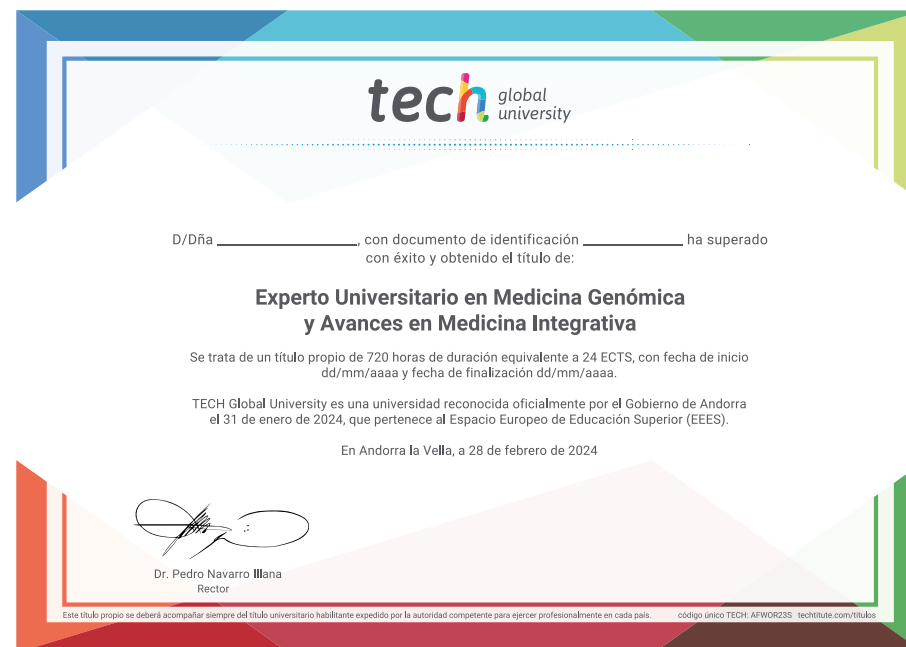 tech global university
D/Dña ____________, con documento de identificación ____________ ha superado
con éxito y obtenido el título de:
Experto Universitario en Medicina Genómica
y Avances en Medicina Integrativa
Se trata de un título propio de 720 horas de duración equivalente a 24 ECTS, con fecha de inicio
dd/mm/aaaa y fecha de finalización dd/mm/aaaa.
TECH Global University es una universidad reconocida oficialmente por el Gobierno de Andorra
el 31 de enero de 2024, que pertenece al Espacio Europeo de Educación Superior (EEES).
En Andorra la Vella, a 28 de febrero de 2024
Dr. Pedro Navarro Illana
Rector
Este título propio se deberá acompañar siempre del título universitario habilitante expedido por la autoridad competente para ejercer profesionalmente en cada país. código único TECH: AFWOR23S techtitute.com/titulos